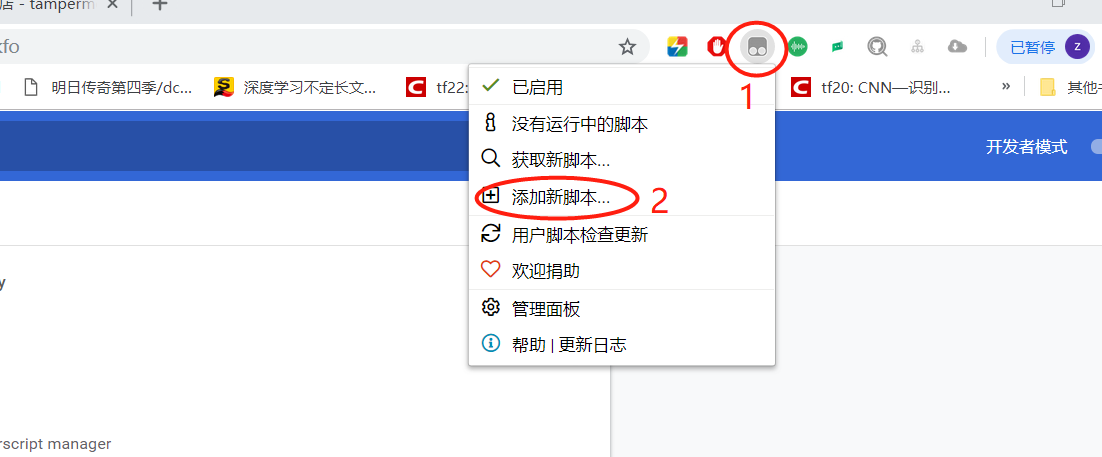 店 - tamperm
kfo
已暂停 z
明日传奇第四季/dc...
深度学习不定长文...
tf22:
tf20: CNN—识别...
»
1
已启用
没有运行中的脚本
开发者模式
获取新脚本...
添加新脚本...
2
用户脚本检查更新
欢迎捐助
y
管理面板
帮助 | 更新日志
rscript manager